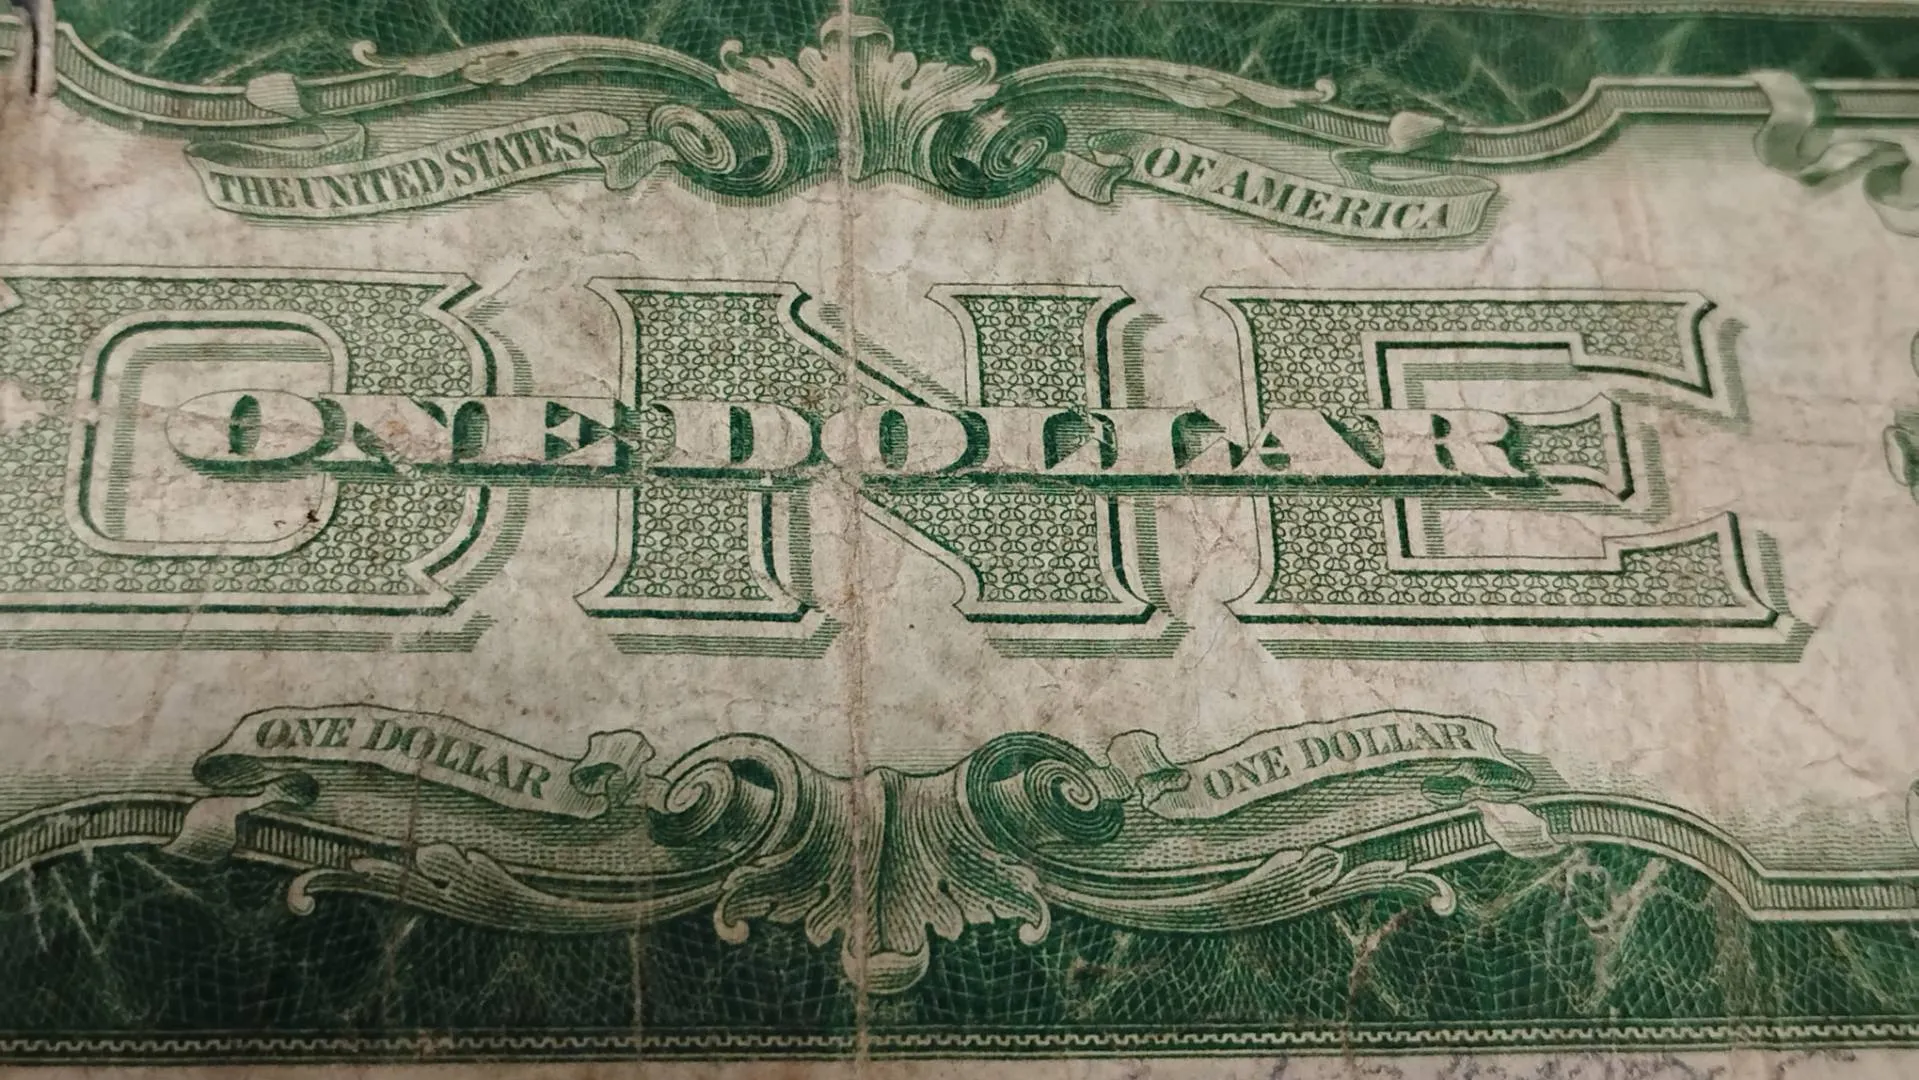 THE UNITED STATES OF AMERICA
ONE
ONE DOLLAR
ONE DOLLAR ONE DOLLAR